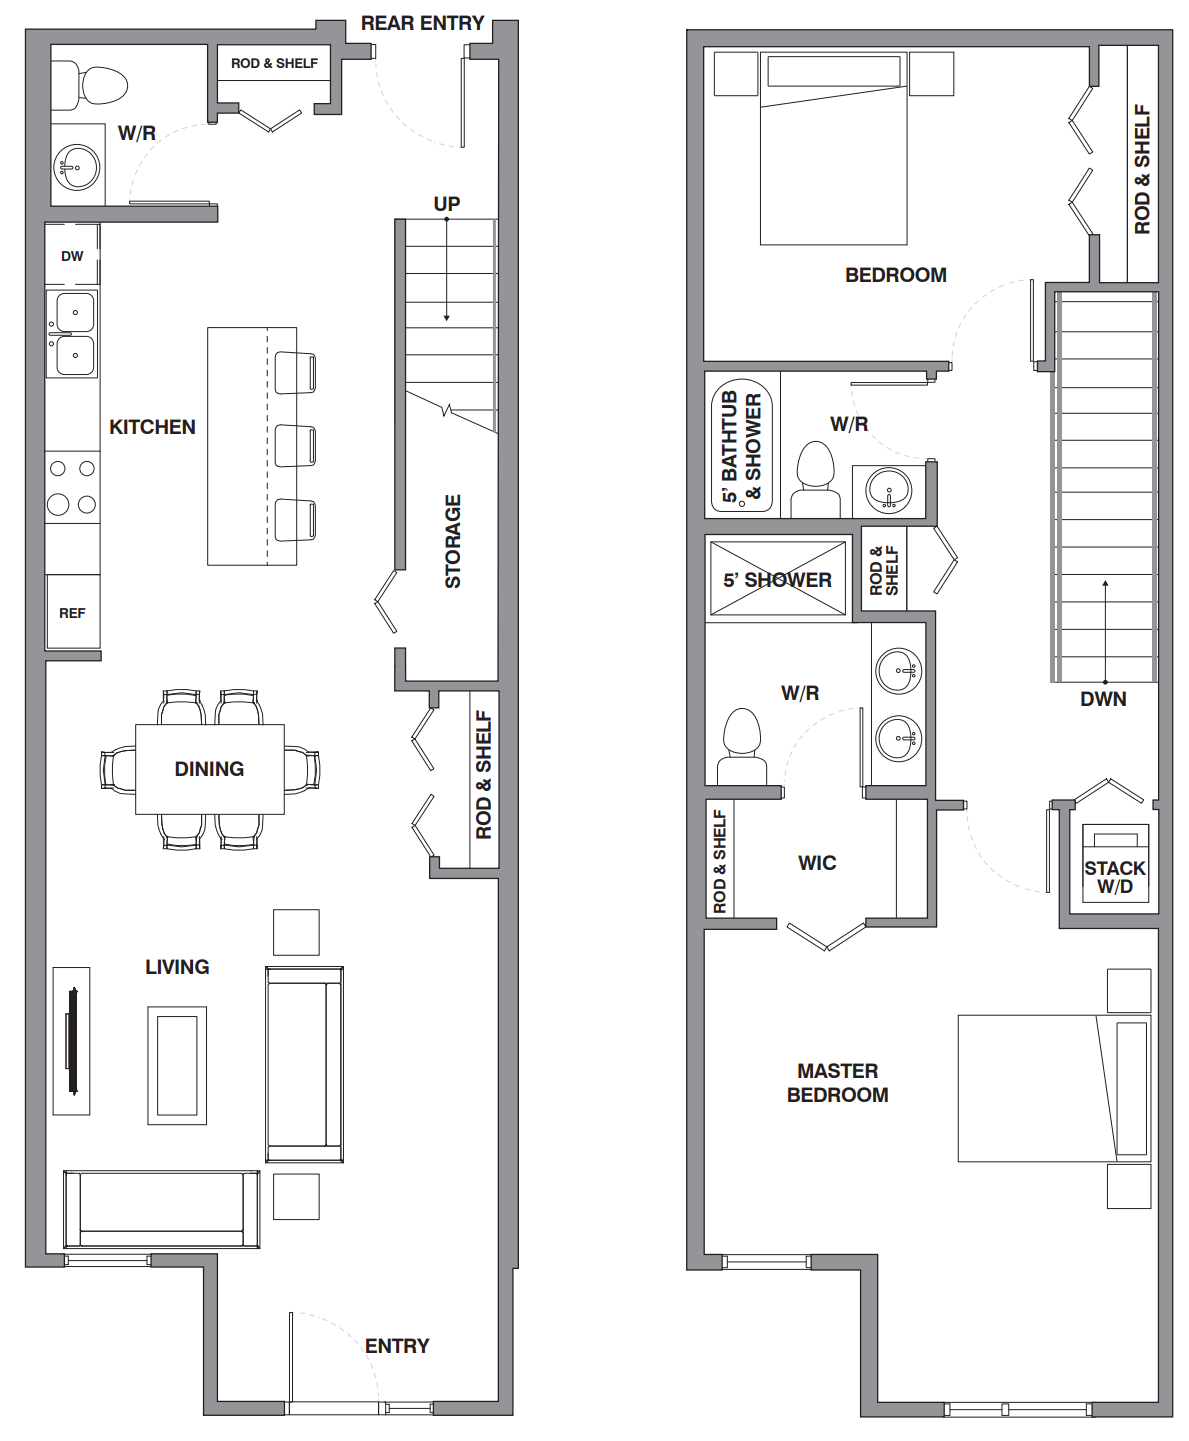 REAR ENTRY
ROD & SHELF
W/R
UP
DW
KITCHEN
STORAGE
REF
DINING
ROD & SHELF
LIVING
ENTRY
ROD & SHELF
BEDROOM
5' BATHTUB
& SHOWER
W/R
5' SHOWER
ROD &
SHELF
W/R
DWN
ROD & SHELF
WIC
STACK
W/D
MASTER
BEDROOM